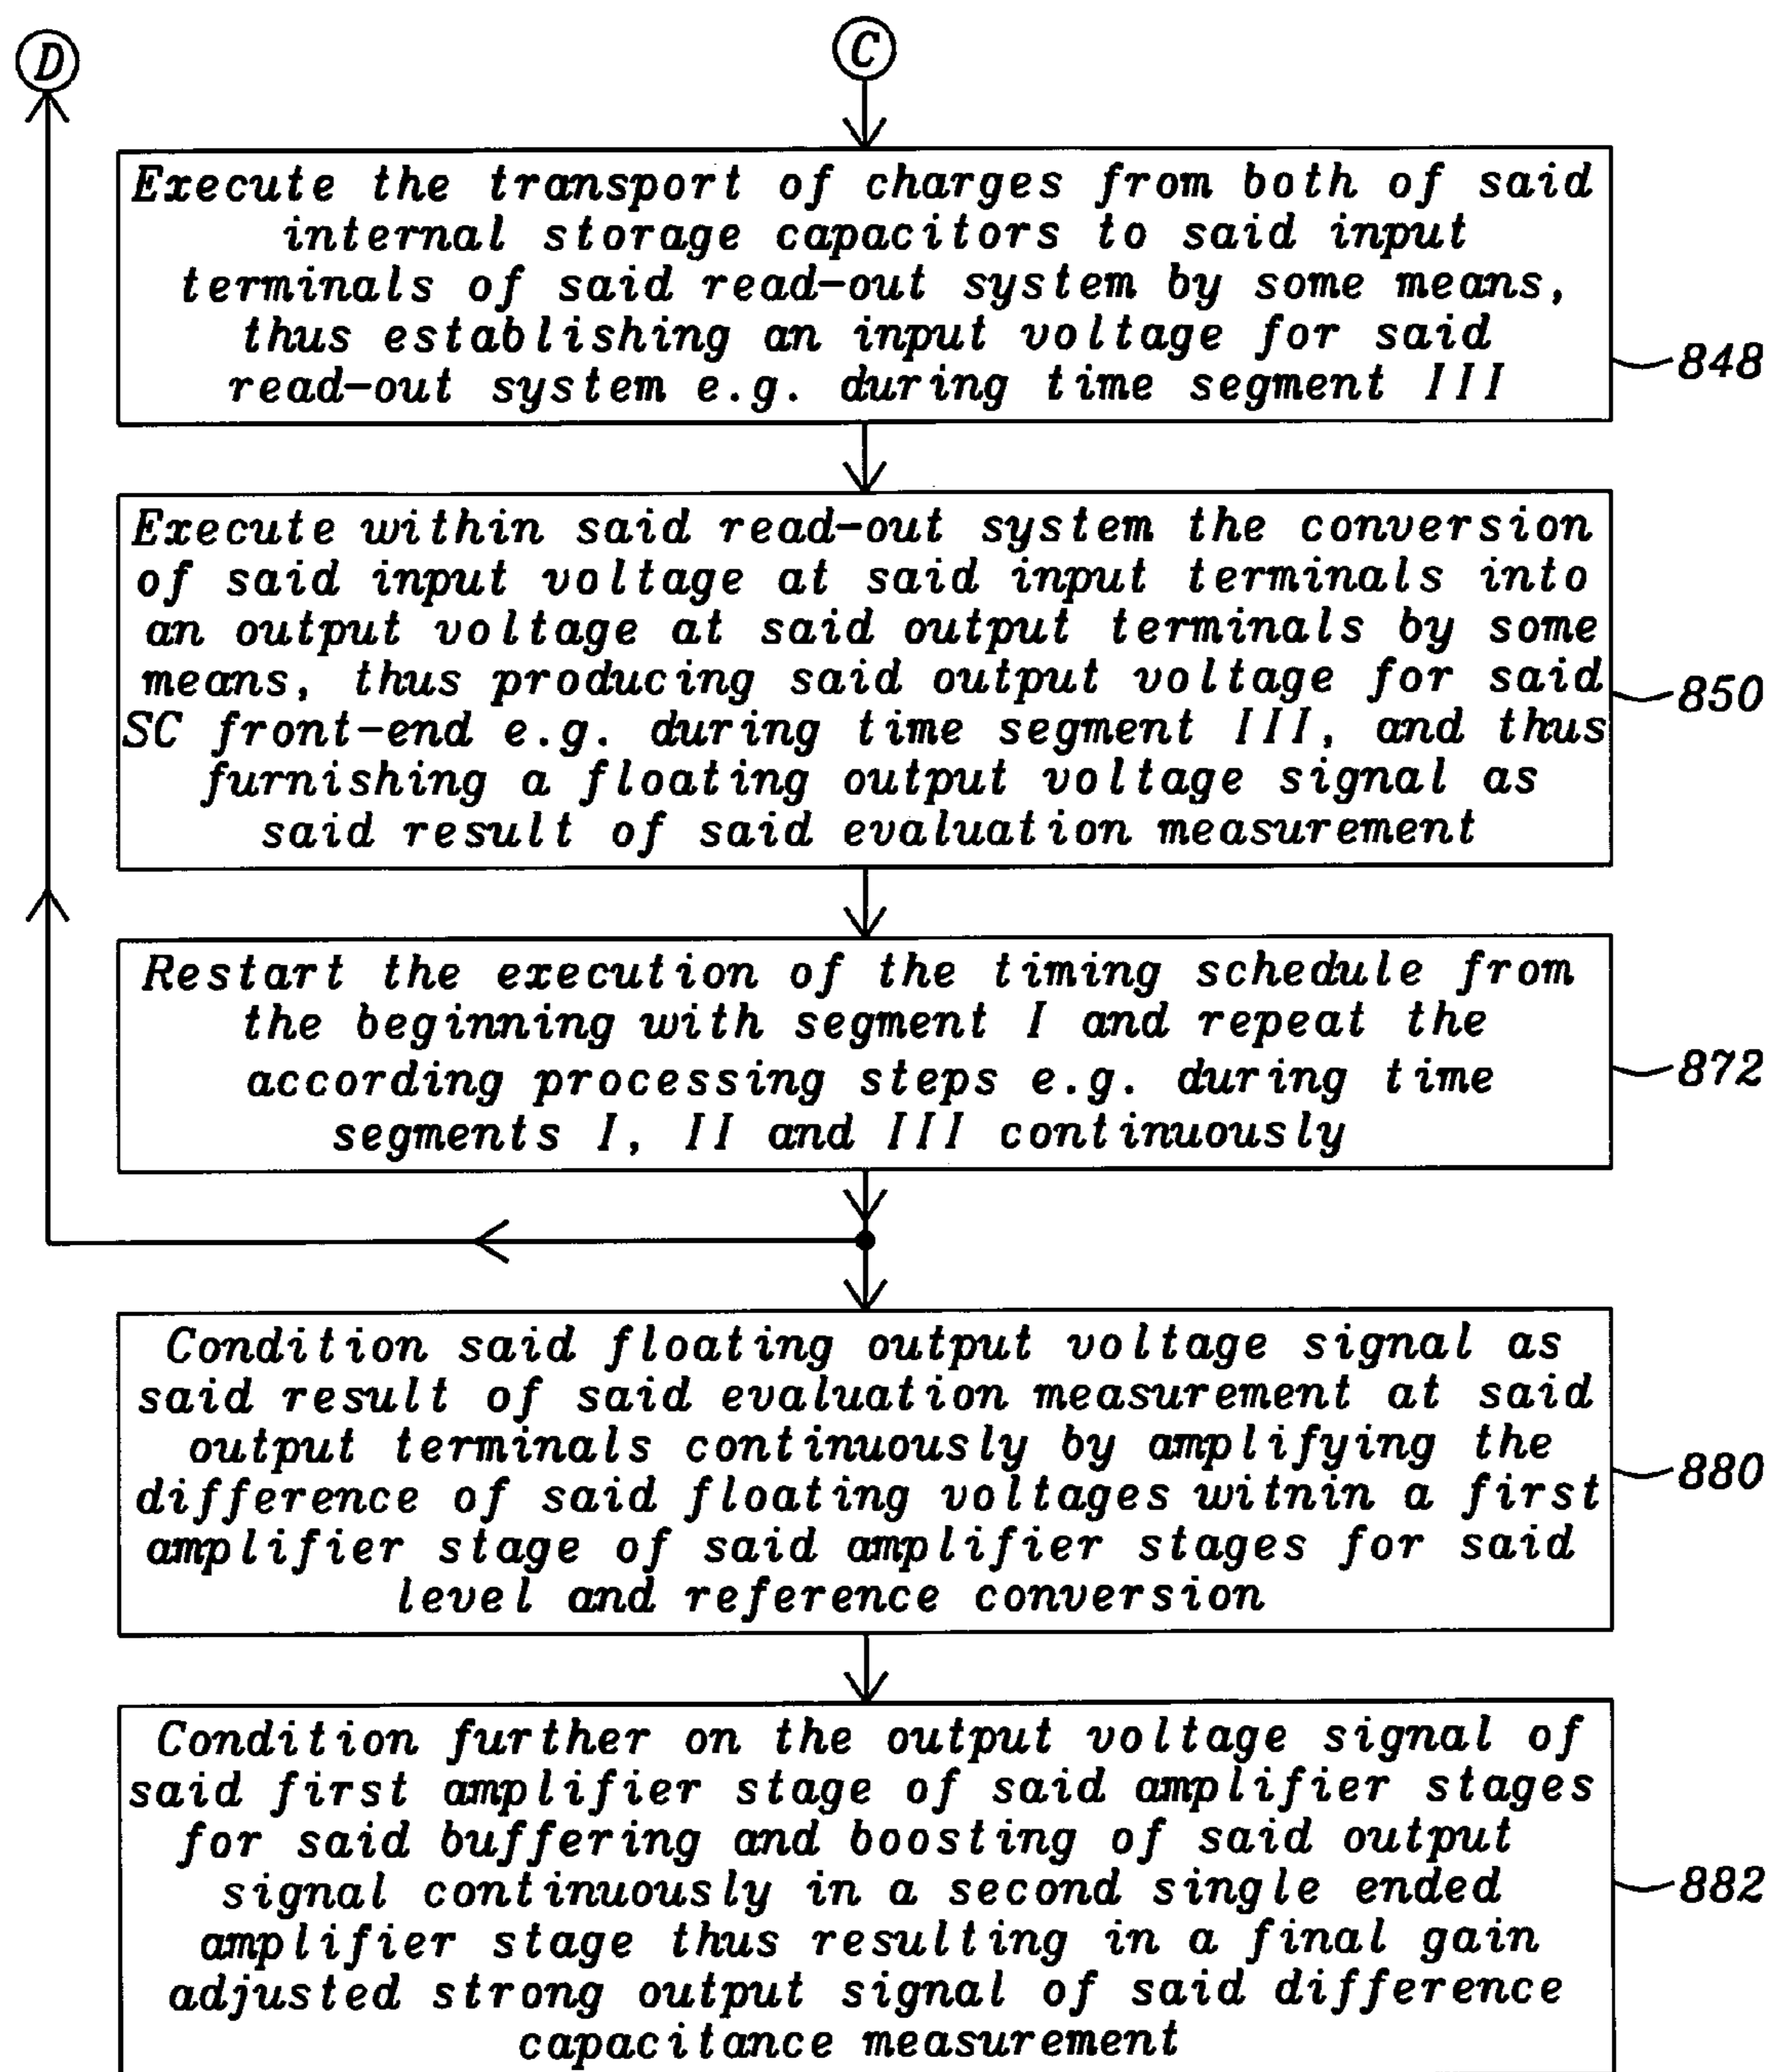 D
C
Execute the transport of charges from both of said
internal storage capacitors to said input
terminals of said read-out system by some means,
thus establishing an input voltage for said
read-out system e.g. during time segment III
848
Execute within said read-out system the conversion
of said input voltage at said input terminals into
an output voltage at said output terminals by some
means, thus producing said output voltage for said
SC front-end e.g. during time segment III, and thus
furnishing a floating output voltage signal as
said result of said evaluation measurement
850
Restart the execution of the timing schedule from
the beginning with segment I and repeat the
according processing steps e.g. during time
segments I, II and III continuously
872
Condition said floating output voltage signal as
said result of said evaluation measurement at said
output terminals continuously by amplifying the
difference of said floating voltages witnin a first
amplifier stage of said amplifier stages for said
level and reference conversion
880
Condition further on the output voltage signal of
said first amplifier stage of said amplifier stages
for said buffering and boosting of said output
signal continuously in a second single ended
amplifier stage thus resulting in a final gain
adjusted strong output signal of said difference
capacitance measurement
882